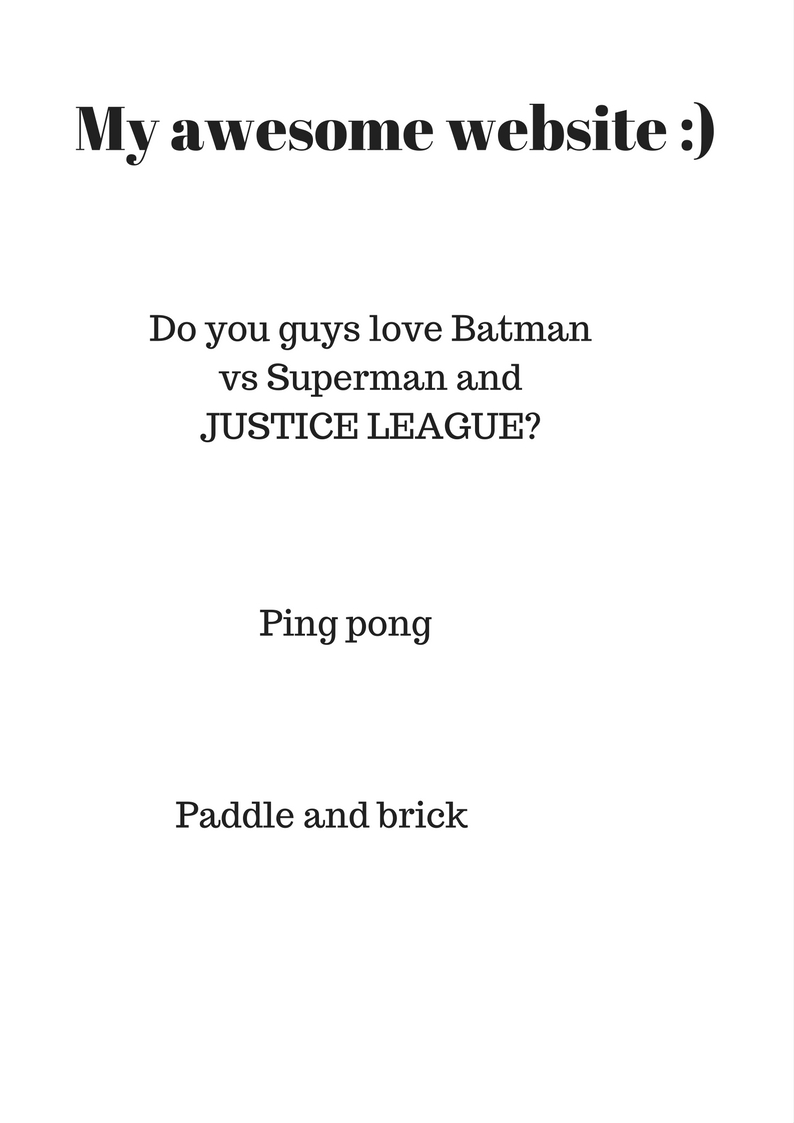 My awesome website :)
Do you guys love Batman
vs Superman and
JUSTICE LEAGUE?
Ping pong
Paddle and brick